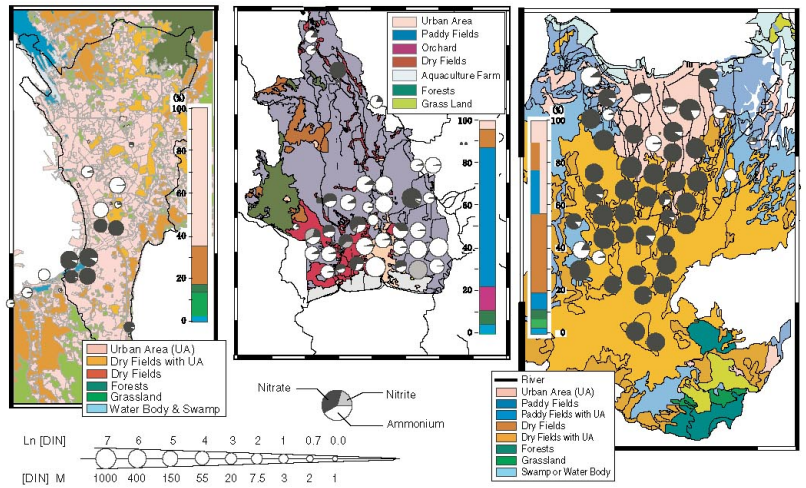 Urban Area
Paddy Fields
Orchard
Dry Fields
Aquaculture Farm
Forests
Grass Land
(%)
100
80
60
40
20
0
(%)
100
80
60
40
20
0
(%)
100
80
60
40
20
0
Urban Area (UA)
Dry Fields with UA
Dry Fields
Forests
Grassland
Water Body & Swamp
River
Urban Area (UA)
Paddy Fields
Paddy Fields with UA
Dry Fields
Dry Fields with UA
Forests
Grassland
Swamp or Water Body
Nitrate
Nitrite
Ammonium
Ln [DIN] 7 6 5 4 3 2 1 0.7 0.0
[DIN] M 1000 400 150 55 20 7.5 3 2 1